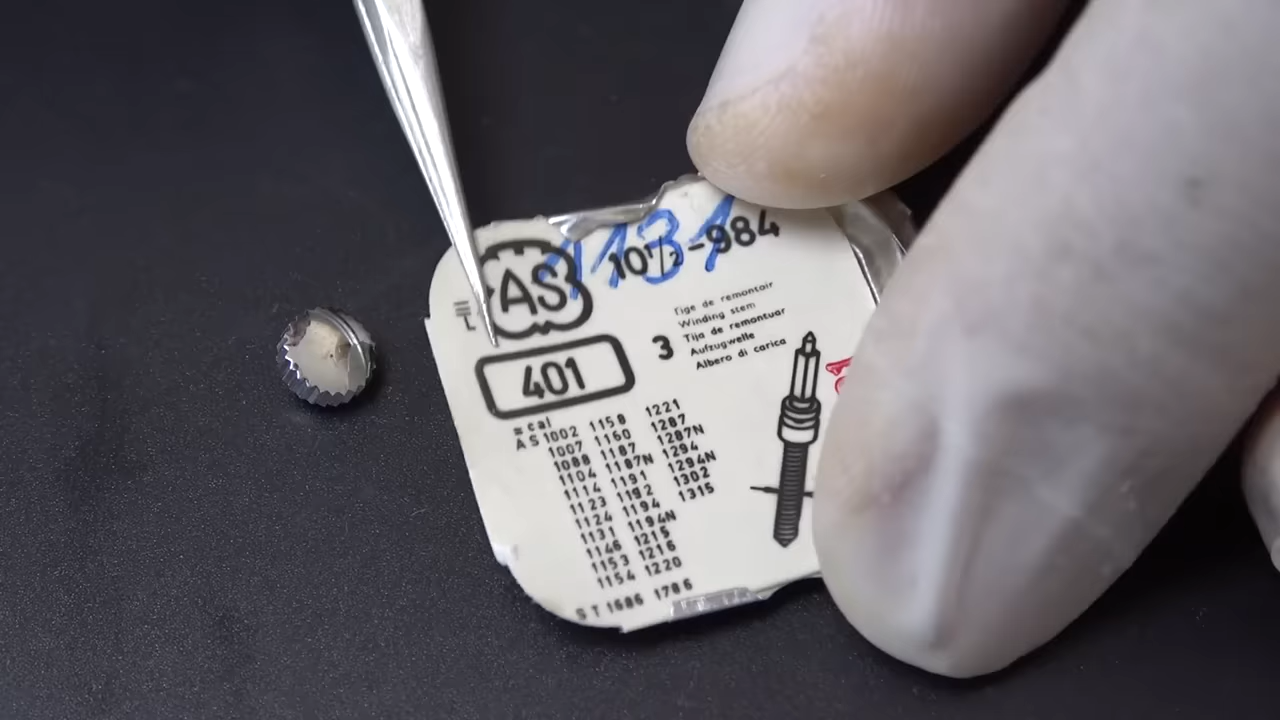 AS
10½-984
1131
401
3
Tige de remontoir
Winding stem
Tija de remontuar
Aufzugwelle
Albero di carica
= cal
AS 1002 1158 1221
1007 1160 1287
1088 1187 1287N
1104 1187N 1294
1114 1191 1294N
1123 1192 1302
1124 1194 1315
1131 1194N
1146 1215
1153 1216
1154 1220
ST 1686 1786